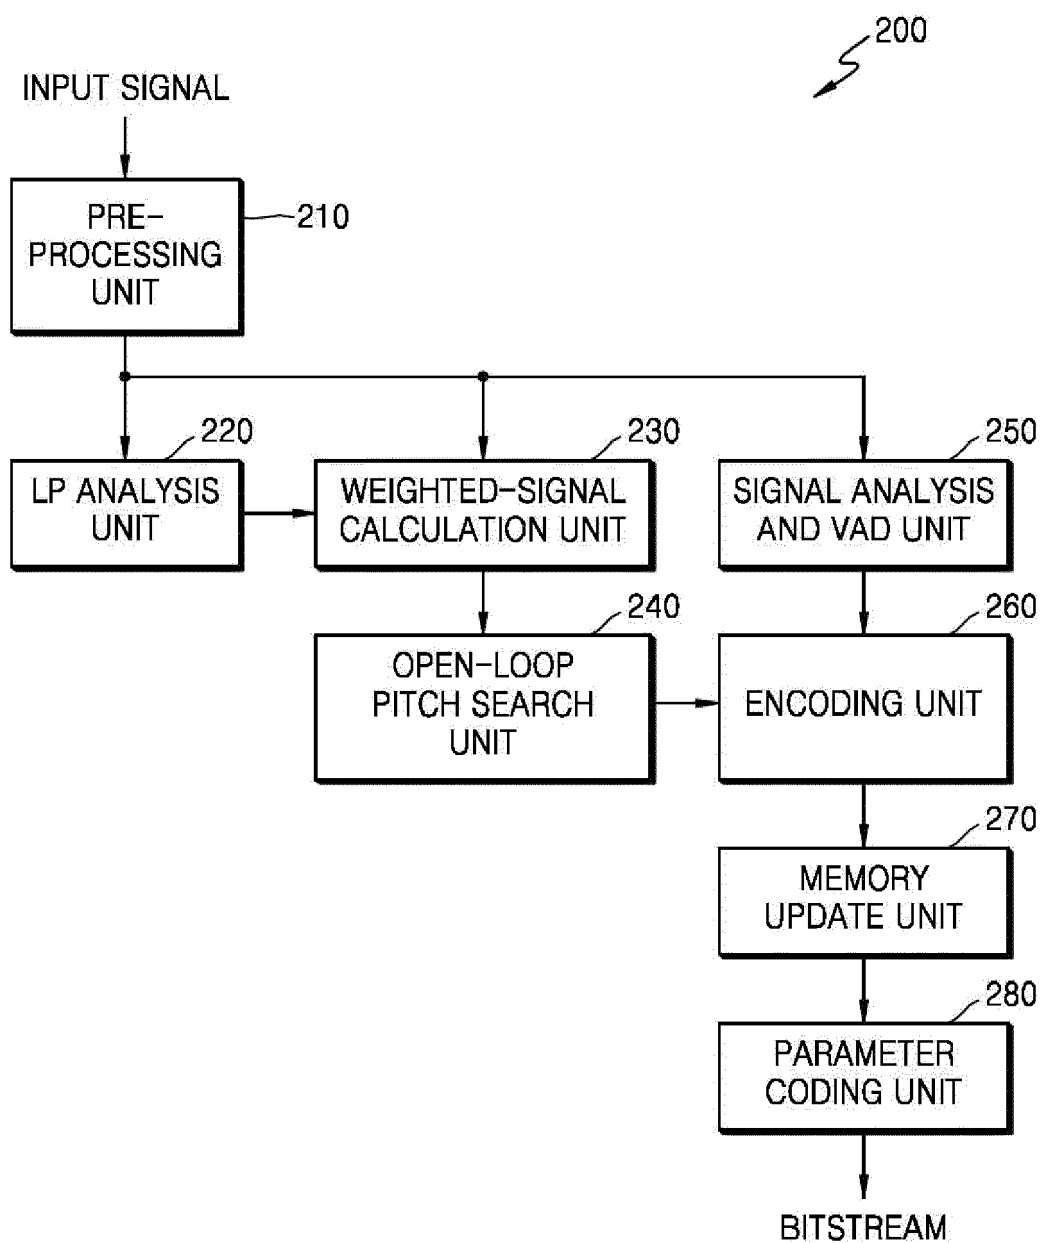 200
INPUT SIGNAL
PRE-
PROCESSING
UNIT
210
220
LP ANALYSIS
UNIT
230
WEIGHTED-SIGNAL
CALCULATION UNIT
250
SIGNAL ANALYSIS
AND VAD UNIT
240
OPEN-LOOP
PITCH SEARCH
UNIT
260
ENCODING UNIT
270
MEMORY
UPDATE UNIT
280
PARAMETER
CODING UNIT
BITSTREAM